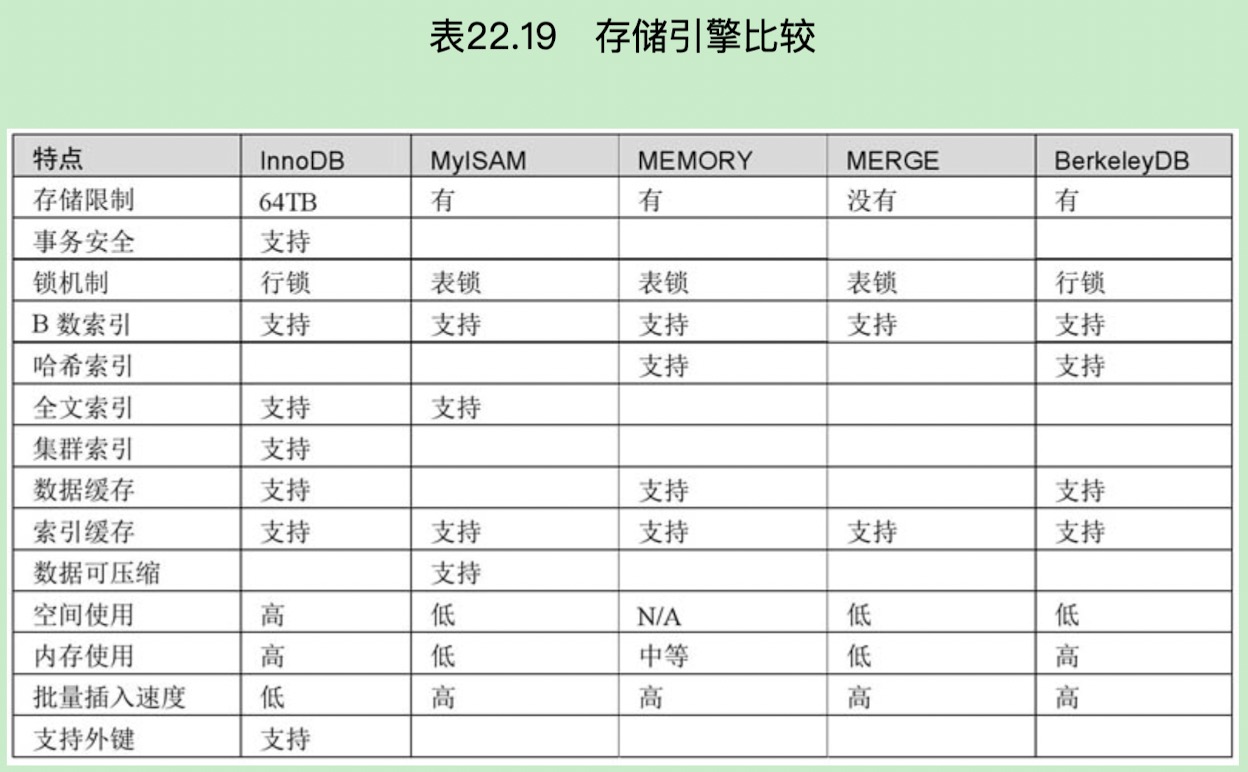 表22.19 存储引擎比较
特点 InnoDB MyISAM MEMORY MERGE BerkeleyDB
存储限制 64TB 有 有 没有 有
事务安全 支持
锁机制 行锁 表锁 表锁 表锁 行锁
B 数索引 支持 支持 支持 支持 支持
哈希索引 支持 支持
全文索引 支持 支持
集群索引 支持
数据缓存 支持 支持 支持
索引缓存 支持 支持 支持 支持 支持
数据可压缩 支持
空间使用 高 低 N/A 低 低
内存使用 高 低 中等 低 高
批量插入速度 低 高 高 高 高
支持外键 支持